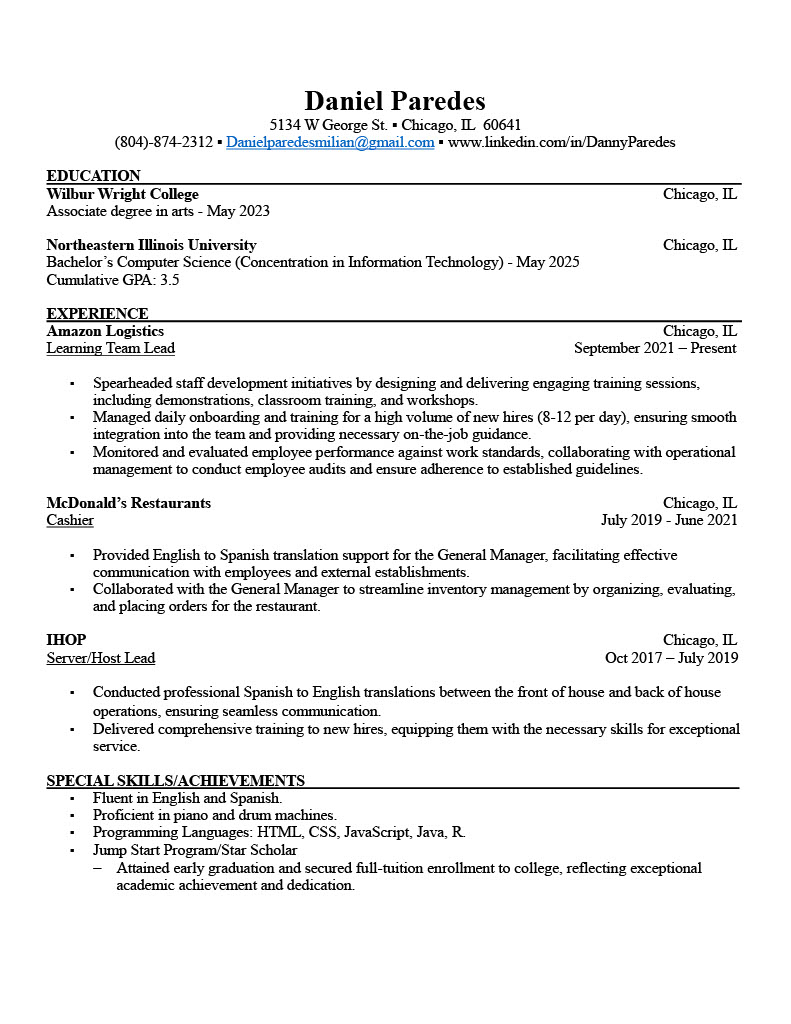 Daniel Paredes
5134 W George St. ▪ Chicago, IL  60641
(804)-874-2312 ▪ Danielparedesmilian@gmail.com ▪ www.linkedin.com/in/DannyParedes
EDUCATION
Wilbur Wright College Chicago, IL
Associate degree in arts - May 2023
Northeastern Illinois University Chicago, IL
Bachelor’s Computer Science (Concentration in Information Technology) - May 2025
Cumulative GPA: 3.5
EXPERIENCE
Amazon Logistics Chicago, IL
Learning Team Lead September 2021 – Present
▪ Spearheaded staff development initiatives by designing and delivering engaging training sessions,
including demonstrations, classroom training, and workshops.
▪ Managed daily onboarding and training for a high volume of new hires (8-12 per day), ensuring smooth
integration into the team and providing necessary on-the-job guidance.
▪ Monitored and evaluated employee performance against work standards, collaborating with operational
management to conduct employee audits and ensure adherence to established guidelines.
McDonald’s Restaurants Chicago, IL
Cashier July 2019 - June 2021
▪ Provided English to Spanish translation support for the General Manager, facilitating effective
communication with employees and external establishments.
▪ Collaborated with the General Manager to streamline inventory management by organizing, evaluating,
and placing orders for the restaurant.
IHOP Chicago, IL
Server/Host Lead Oct 2017 – July 2019
▪ Conducted professional Spanish to English translations between the front of house and back of house
operations, ensuring seamless communication.
▪ Delivered comprehensive training to new hires, equipping them with the necessary skills for exceptional
service.
SPECIAL SKILLS/ACHIEVEMENTS
▪ Fluent in English and Spanish.
▪ Proficient in piano and drum machines.
▪ Programming Languages: HTML, CSS, JavaScript, Java, R.
▪ Jump Start Program/Star Scholar
– Attained early graduation and secured full-tuition enrollment to college, reflecting exceptional
academic achievement and dedication.